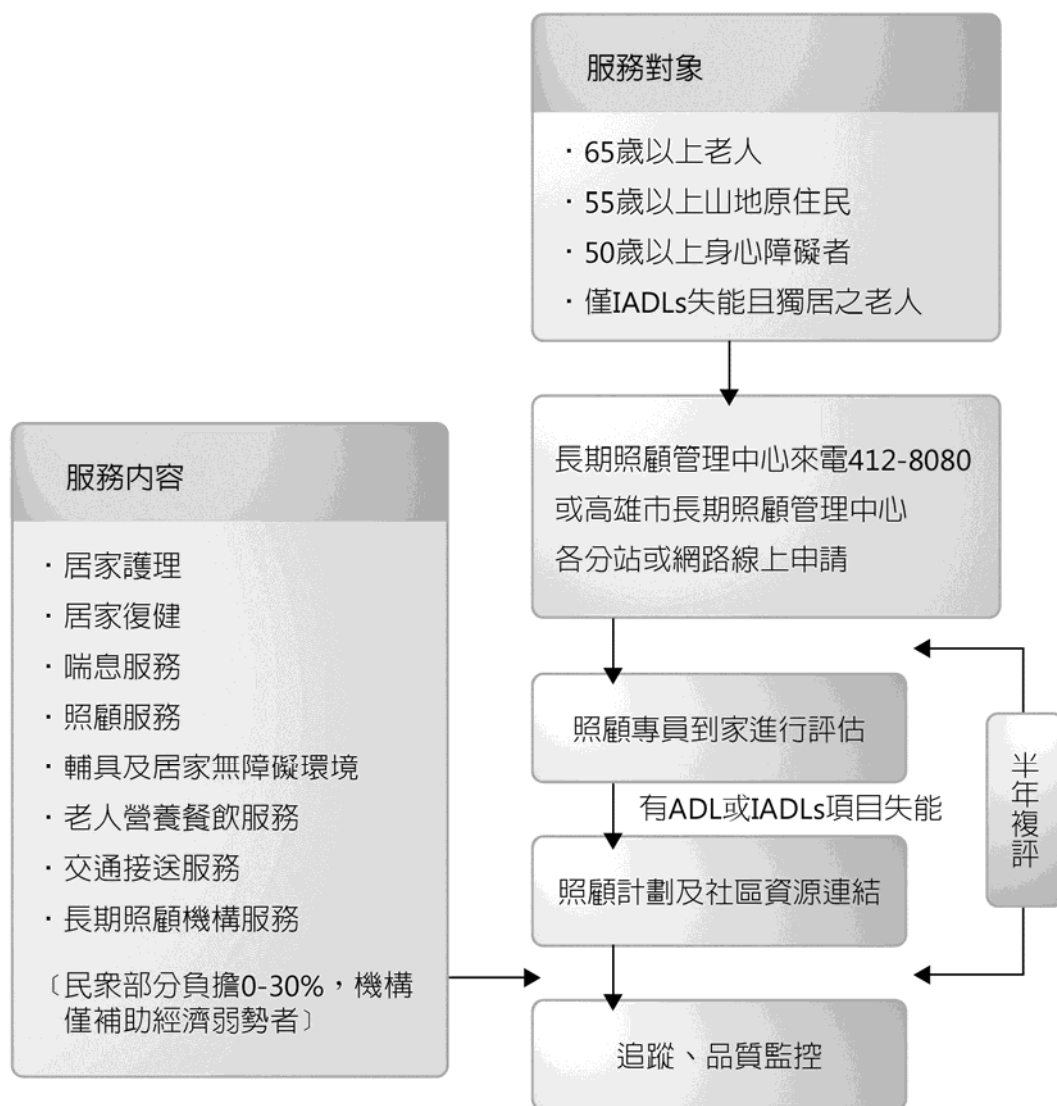 服務對象
·65歲以上老人
·55歲以上山地原住民
·50歲以上身心障礙者
·僅IADLs失能且獨居之老人
長期照顧管理中心來電412-8080
或高雄市長期照顧管理中心
各分站或網路線上申請
服務內容
·居家護理
·居家復健
·喘息服務
·照顧服務
·輔具及居家無障礙環境
·老人營養餐飲服務
·交通接送服務
·長期照顧機構服務
〔民眾部分負擔0-30%，機構
僅補助經濟弱勢者〕
照顧專員到家進行評估
有ADL或IADLs項目失能
照顧計劃及社區資源連結
追蹤、品質監控
半年複評